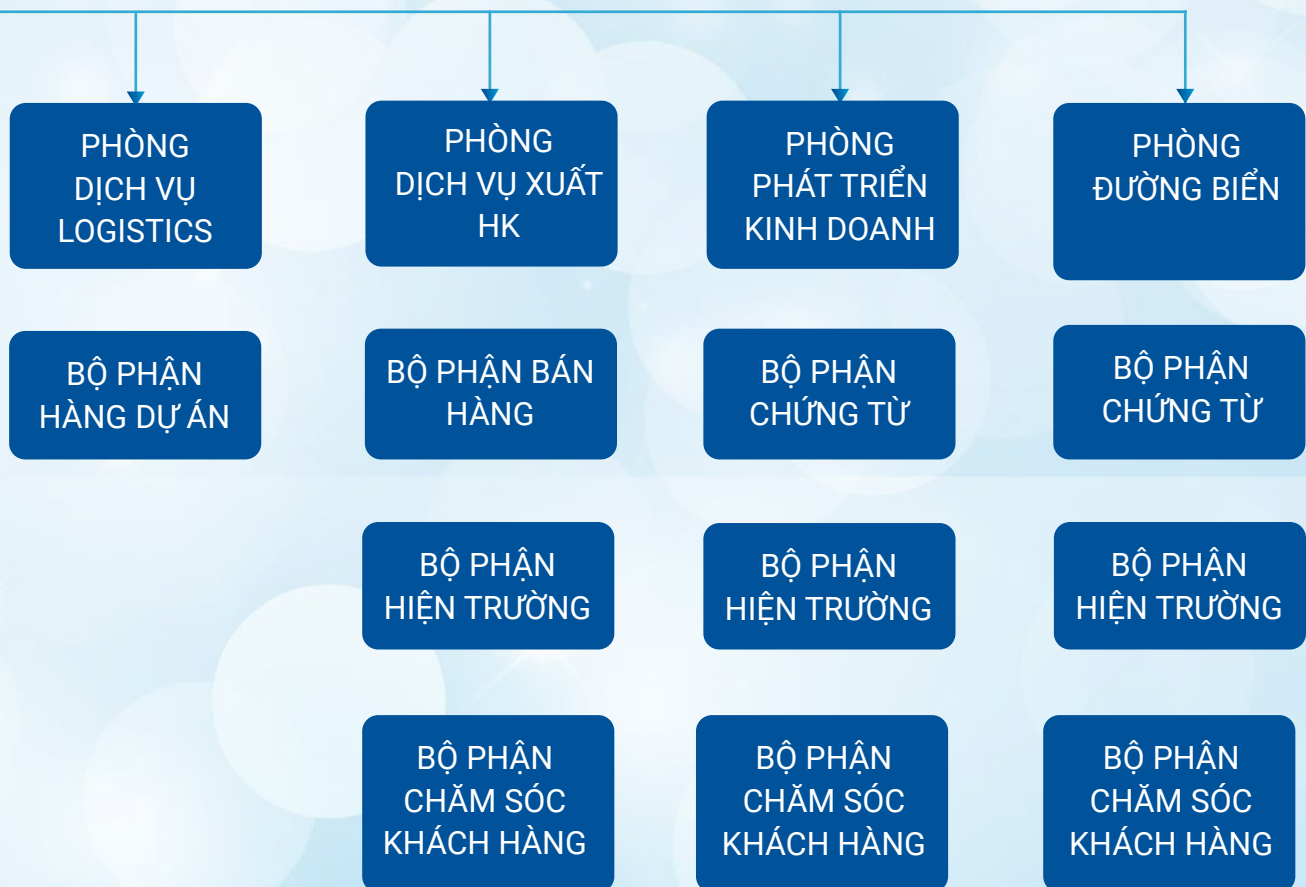 PHÒNG
DỊCH VỤ
LOGISTICS
PHÒNG
DỊCH VỤ XUẤT
HK
PHÒNG
PHÁT TRIỂN
KINH DOANH
PHÒNG
ĐƯỜNG BIỂN
BỘ PHẬN
HÀNG DỰ ÁN
BỘ PHẬN BÁN
HÀNG
BỘ PHẬN
CHỨNG TỪ
BỘ PHẬN
CHỨNG TỪ
BỘ PHẬN
HIỆN TRƯỜNG
BỘ PHẬN
HIỆN TRƯỜNG
BỘ PHẬN
HIỆN TRƯỜNG
BỘ PHẬN
CHĂM SÓC
KHÁCH HÀNG
BỘ PHẬN
CHĂM SÓC
KHÁCH HÀNG
BỘ PHẬN
CHĂM SÓC
KHÁCH HÀNG